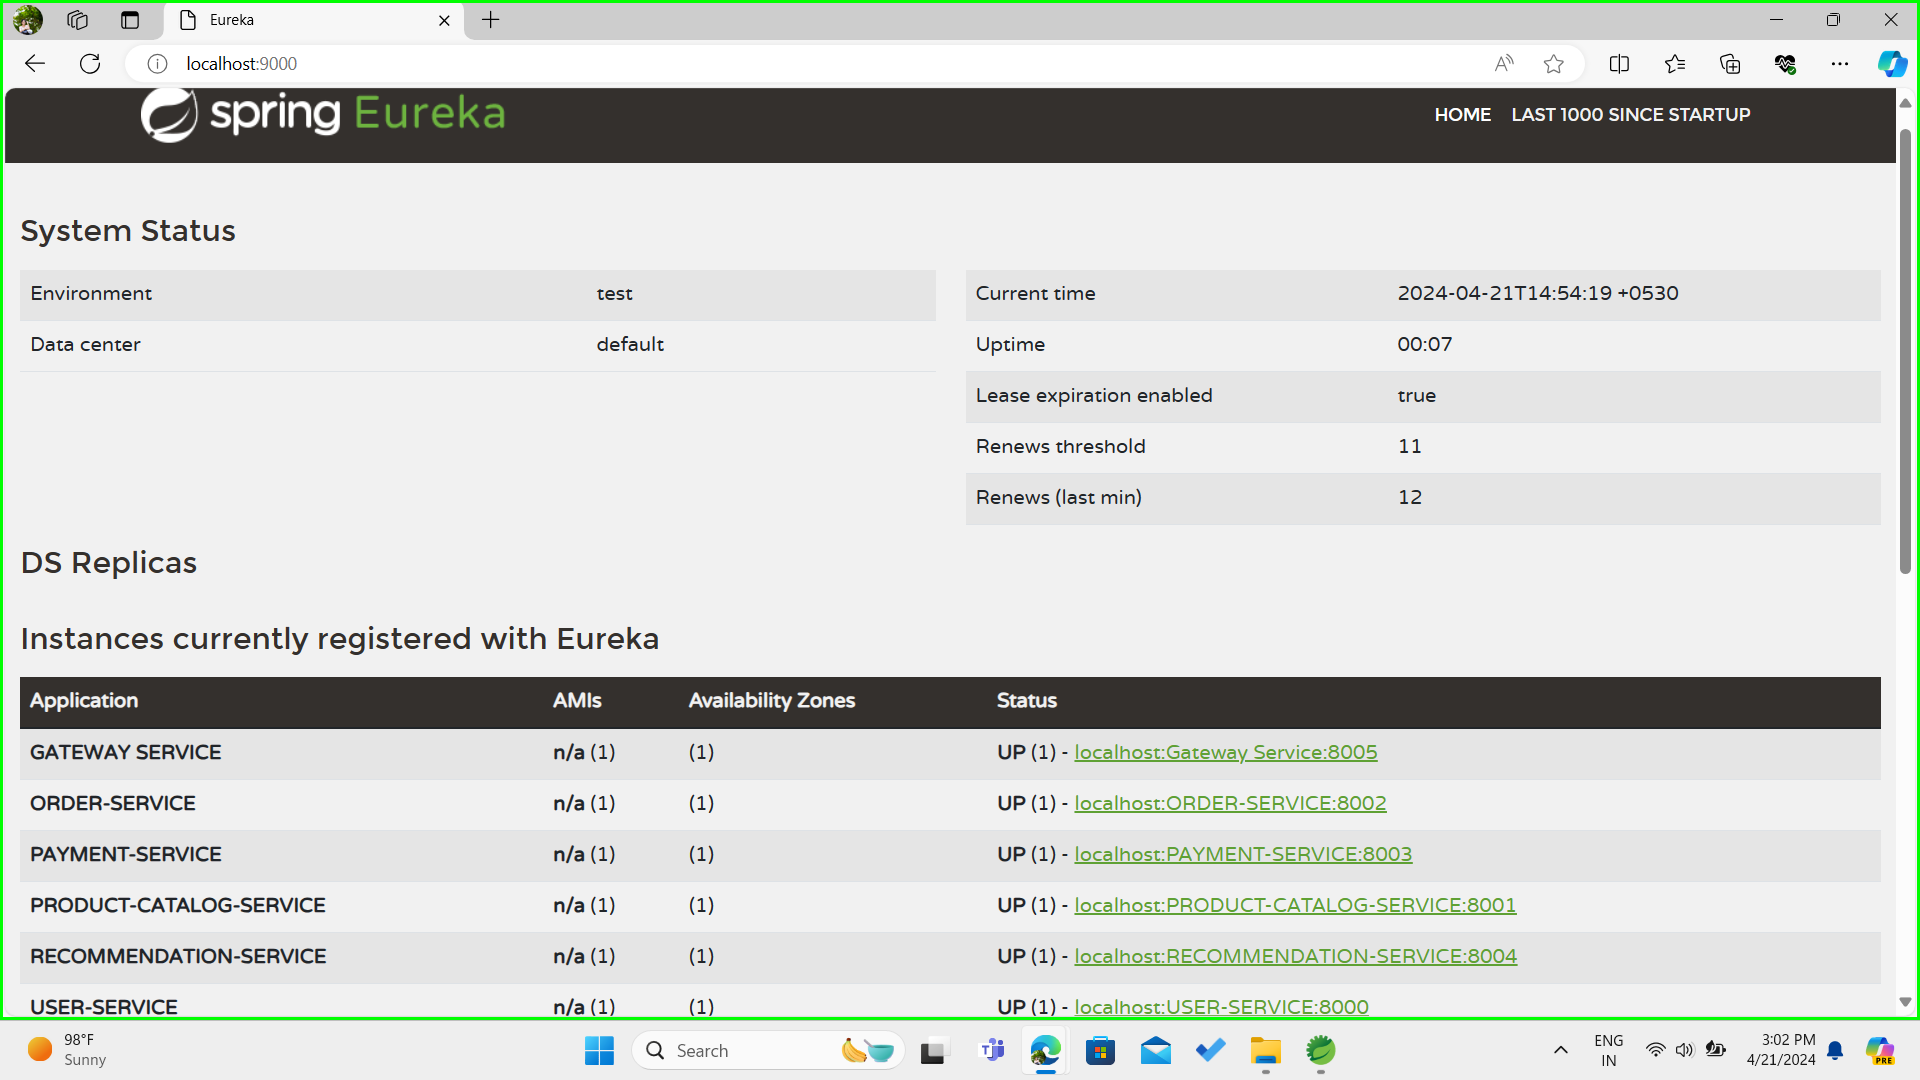 Eureka
localhost:9000
spring Eureka
HOME LAST 1000 SINCE STARTUP
System Status
Environment test
Data center default
Current time 2024-04-21T14:54:19 +0530
Uptime 00:07
Lease expiration enabled true
Renews threshold 11
Renews (last min) 12
DS Replicas
Instances currently registered with Eureka
Application AMIs Availability Zones Status
GATEWAY SERVICE n/a (1) (1) UP (1) - localhost:Gateway Service:8005
ORDER-SERVICE n/a (1) (1) UP (1) - localhost:ORDER-SERVICE:8002
PAYMENT-SERVICE n/a (1) (1) UP (1) - localhost:PAYMENT-SERVICE:8003
PRODUCT-CATALOG-SERVICE n/a (1) (1) UP (1) - localhost:PRODUCT-CATALOG-SERVICE:8001
RECOMMENDATION-SERVICE n/a (1) (1) UP (1) - localhost:RECOMMENDATION-SERVICE:8004
USER-SERVICE n/a (1) (1) UP (1) - localhost:USER-SERVICE:8000
98°F
Sunny
Search
ENG
IN
3:02 PM
4/21/2024
PRE